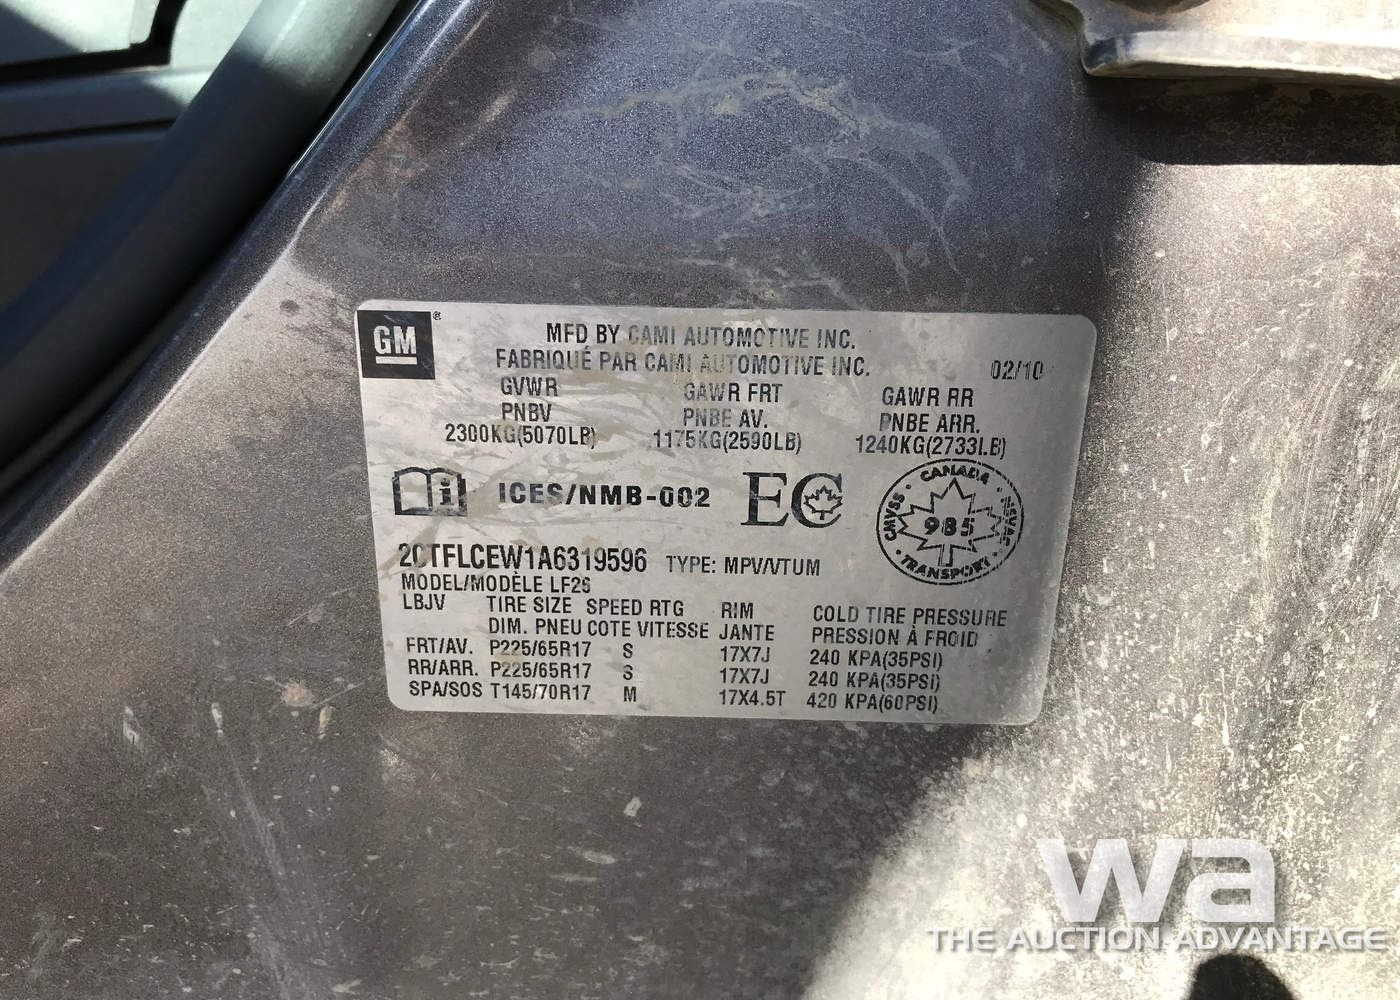 GM®
MFD BY CAMI AUTOMOTIVE INC.
FABRIQUÉ PAR CAMI AUTOMOTIVE INC. 02/10
GVWR GAWR FRT GAWR RR
PNBV PNBE AV. PNBE ARR.
2300KG(5070LB) 1175KG(2590LB) 1240KG(2733LB)
i ICES/NMB-002 EC
CANADA
CMVSS · NSVAC
985
TRANSPORT
2CTFLCEW1A6319596 TYPE: MPV/VTUM
MODEL/MODÈLE LF26
LBJV TIRE SIZE SPEED RTG RIM COLD TIRE PRESSURE
DIM. PNEU COTE VITESSE JANTE PRESSION À FROID
FRT/AV. P225/65R17 S 17X7J 240 KPA(35PSI)
RR/ARR. P225/65R17 S 17X7J 240 KPA(35PSI)
SPA/SOS T145/70R17 M 17X4.5T 420 KPA(60PSI)
wa
THE AUCTION ADVANTAGE